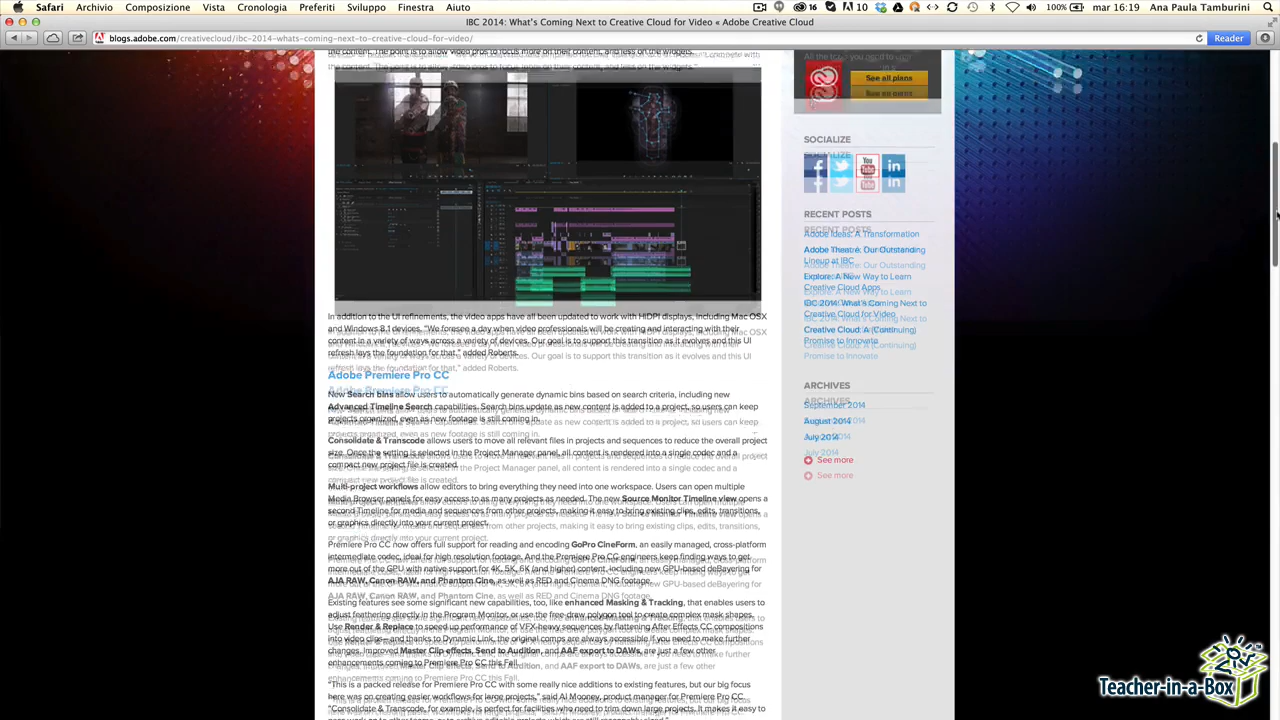 Safari Archivio Composizione Vista Cronologia Preferiti Sviluppo Finestra Aiuto 10 100% mar 16:19 Ana Paula Tamburini
IBC 2014: What's Coming Next to Creative Cloud for Video « Adobe Creative Cloud
blogs.adobe.com/creativecloud/ibc-2014-whats-coming-next-to-creative-cloud-for-video/
Reader
the content. The point is to allow video pros to focus more on their content, and less on the widgets."
In addition to the UI refinements, the video apps have all been updated to work with HiDPI displays, including Mac OSX
and Windows 8.1 devices. "We foresee a day when video professionals will be creating and interacting with their
content in a variety of ways across a variety of devices. Our goal is to support this transition as it evolves and this UI
refresh lays the foundation for that," added Roberts.
Adobe Premiere Pro CC
New Search bins allow users to automatically generate dynamic bins based on search criteria, including new
Advanced Timeline Search capabilities. Search bins update as new content is added to a project, so users can keep
projects organized, even as new footage is still coming in.
Consolidate & Transcode allows users to move all relevant files in projects and sequences to reduce the overall project
size. Once the setting is selected in the Project Manager panel, all content is rendered into a single codec and a
compact new project file is created.
Multi-project workflows allow editors to bring everything they need into one workspace. Users can open multiple
Media Browser panels for easy access to as many projects as needed. The new Source Monitor Timeline view opens a
second Timeline for media and sequences from other projects, making it easy to bring existing clips, edits, transitions,
or graphics directly into your current project.
Premiere Pro CC now offers full support for reading and encoding GoPro CineForm, an easily managed, cross-platform
intermediate codec, ideal for high resolution footage. And the Premiere Pro CC engineers keep finding ways to get
more out of the GPU with native support for 4K, 5K, 6K (and higher) content, including new GPU-based deBayering for
AJA RAW, Canon RAW, and Phantom Cine, as well as RED and Cinema DNG footage.
Existing features see some significant new capabilities, too, like enhanced Masking & Tracking, that enables users to
adjust feathering directly in the Program Monitor, or use the free-draw polygon tool to create complex mask shapes.
Use Render & Replace to speed up performance of VFX-heavy sequences by flattening After Effects CC compositions
into video clips—and thanks to Dynamic Link, the original comps are always accessible if you need to make further
changes. Improved Master Clip effects, Send to Audition, and AAF export to DAWs, are just a few other
enhancements coming to Premiere Pro CC this Fall.
"This is a packed release for Premiere Pro CC with some really nice additions to existing features, but our big focus
here was on creating easier workflows for large projects," said Al Mooney, product manager for Premiere Pro CC.
"Consolidate & Transcode, for example, is perfect for facilities who need to trim down large projects. It makes it easy to
See all plans
SOCIALIZE
You
Tube
in
RECENT POSTS
Adobe Ideas: A Transformation
Adobe Theatre: Our Outstanding
Lineup at IBC
Explore: A New Way to Learn
Creative Cloud Apps
IBC 2014: What's Coming Next to
Creative Cloud for Video
Creative Cloud: A (Continuing)
Promise to Innovate
ARCHIVES
September 2014
August 2014
July 2014
See more
Teacher-in-a-Box